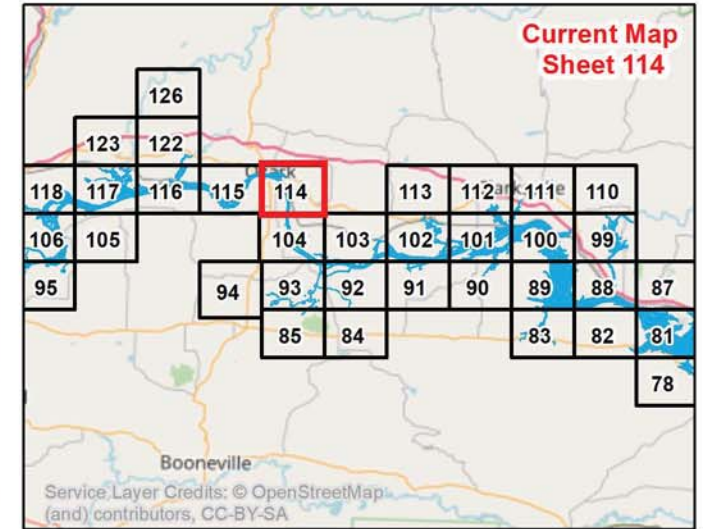 Current Map
Sheet 114
126
123 122
Ozark
118 117 116 115 114 113 112 111 110
106 105 104 103 102 101 100 99
95 94 93 92 91 90 89 88 87
85 84 83 82 81
78
Booneville
Service Layer Credits: © OpenStreetMap
(and) contributors, CC-BY-SA